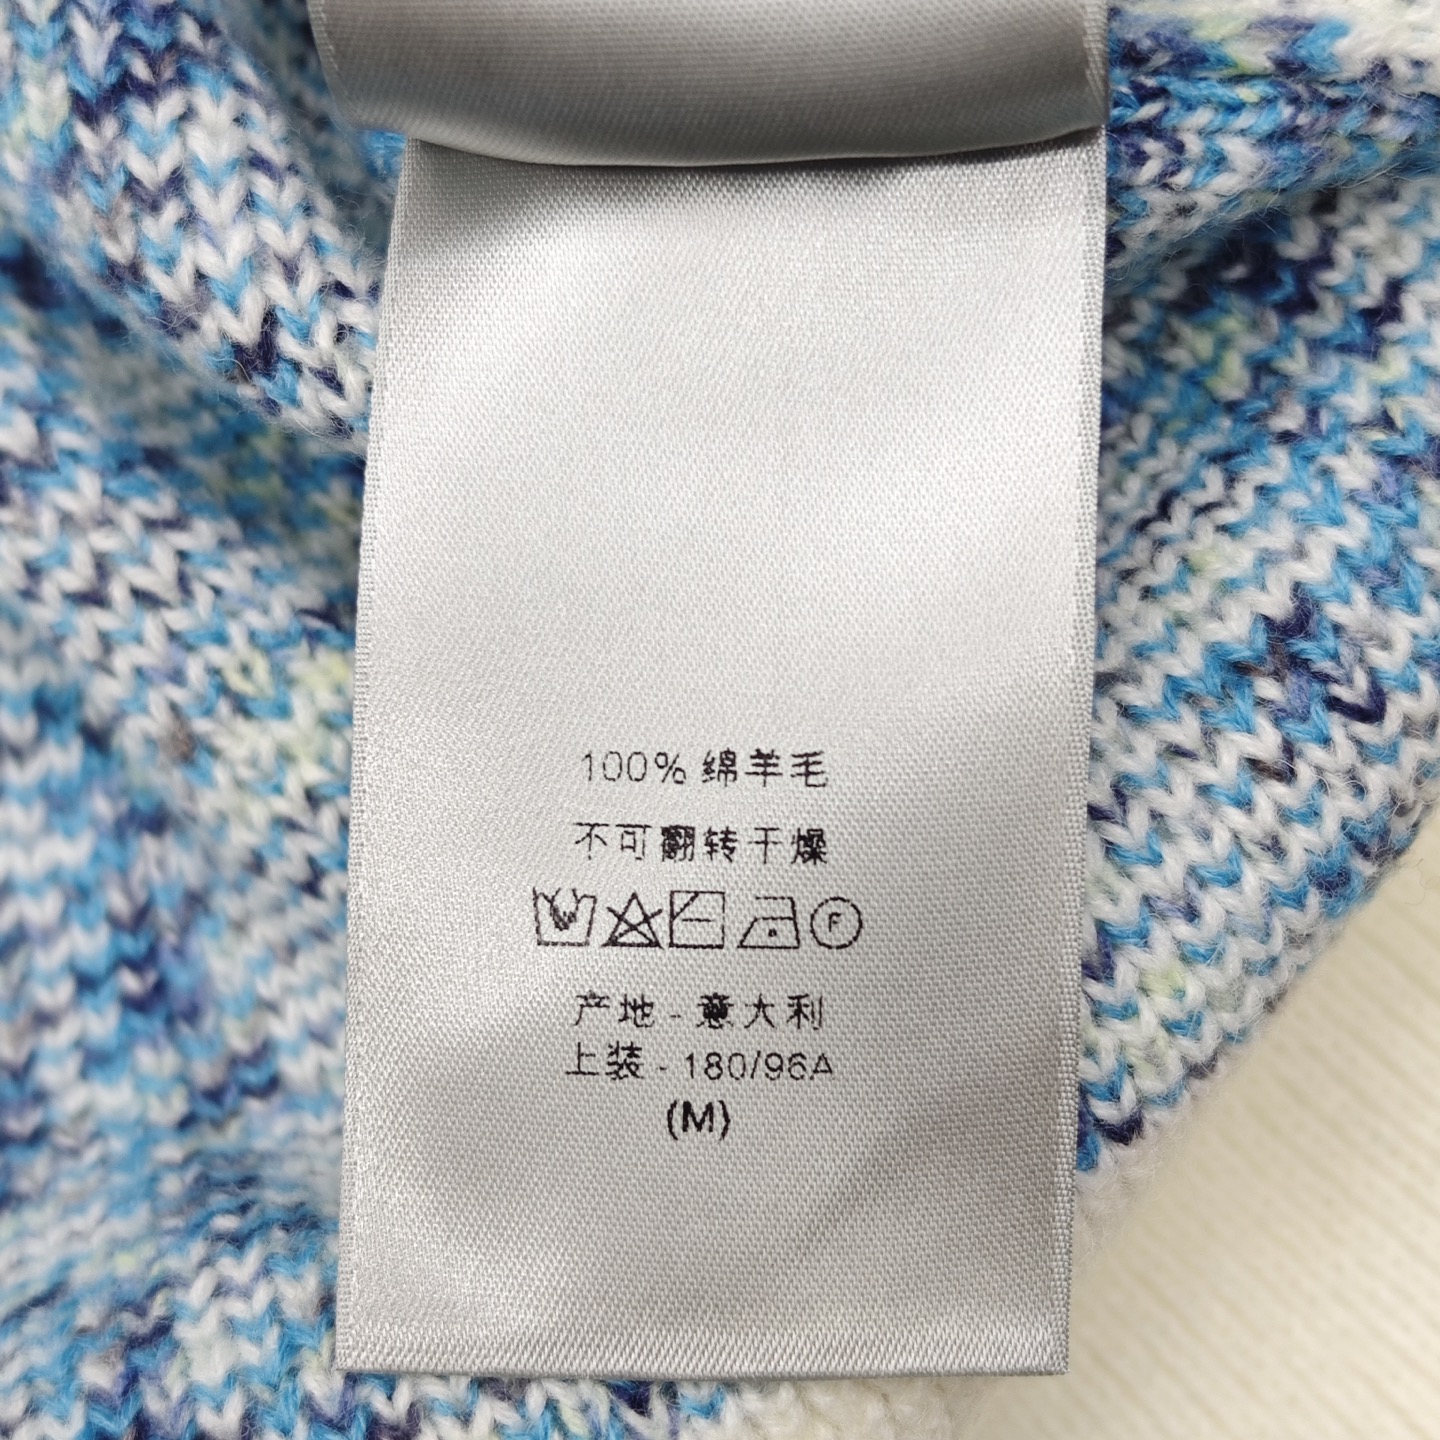 100% 绵羊毛
不可翻转干燥
F
产地 - 意大利
上装 - 180/96A
(M)